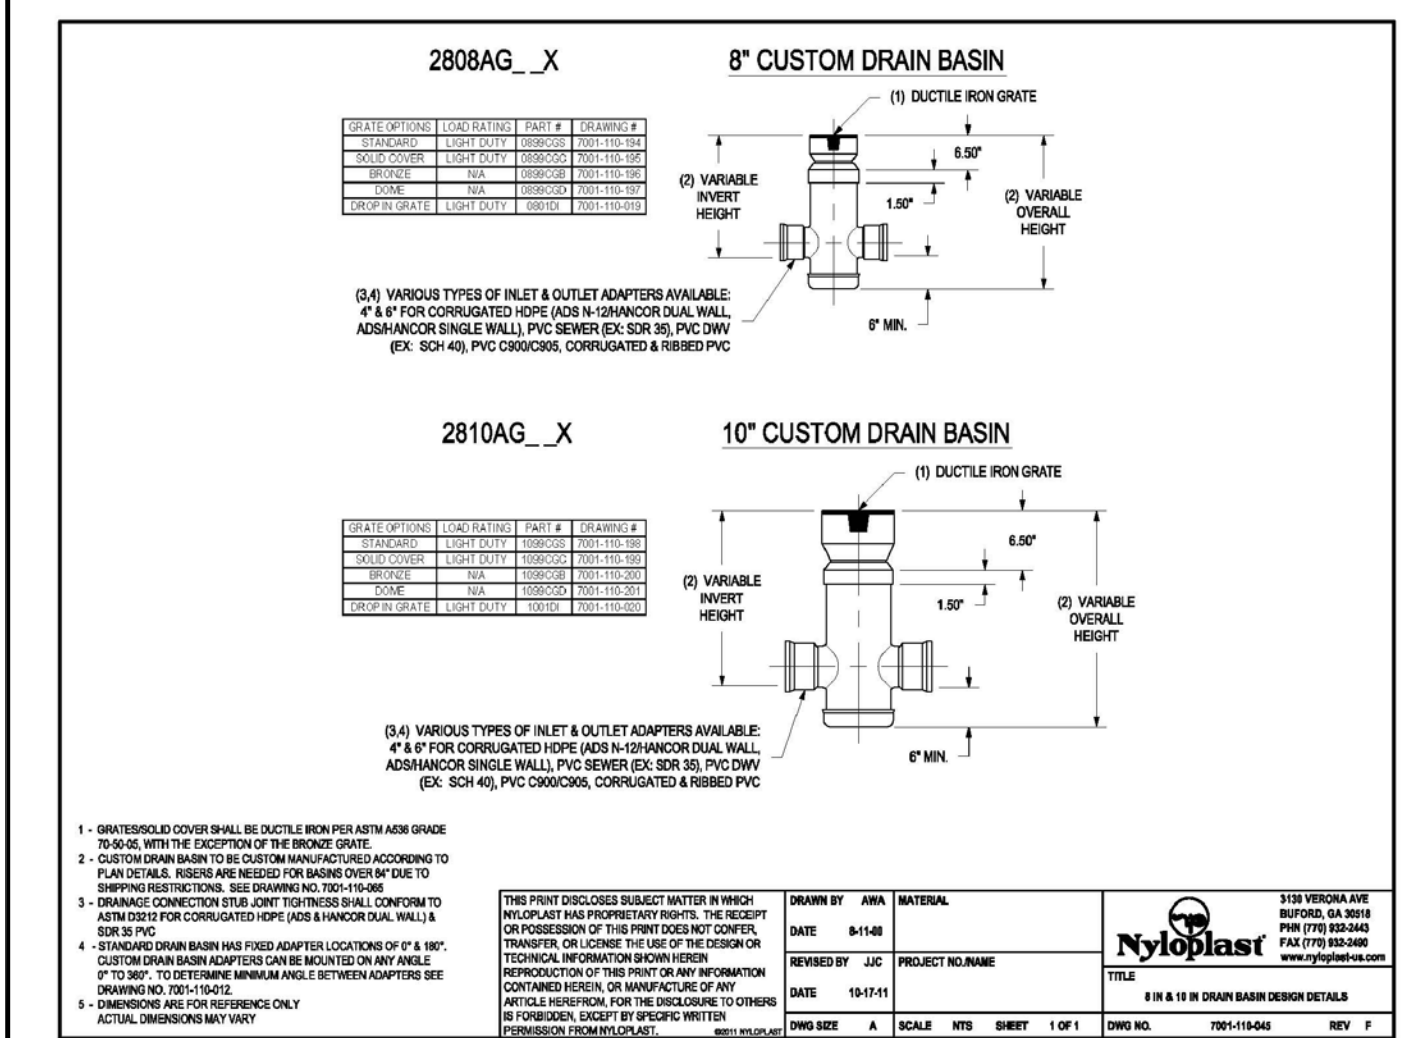 2808AG_ _X
8" CUSTOM DRAIN BASIN
(1) DUCTILE IRON GRATE
GRATE OPTIONS LOAD RATING PART # DRAWING #
STANDARD LIGHT DUTY 0899CGS 7001-110-194
SOLID COVER LIGHT DUTY 0899CGC 7001-110-195
BRONZE N/A 0899CGB 7001-110-196
DOME N/A 0899CGD 7001-110-197
DROP IN GRATE LIGHT DUTY 0801DI 7001-110-019
6.50"
(2) VARIABLE
INVERT
HEIGHT
1.50"
(2) VARIABLE
OVERALL
HEIGHT
(3,4) VARIOUS TYPES OF INLET & OUTLET ADAPTERS AVAILABLE:
4" & 6" FOR CORRUGATED HDPE (ADS N-12/HANCOR DUAL WALL,
ADS/HANCOR SINGLE WALL), PVC SEWER (EX: SDR 35), PVC DWV
(EX: SCH 40), PVC C900/C905, CORRUGATED & RIBBED PVC
6" MIN.
2810AG_ _X
10" CUSTOM DRAIN BASIN
(1) DUCTILE IRON GRATE
GRATE OPTIONS LOAD RATING PART # DRAWING #
STANDARD LIGHT DUTY 1099CGS 7001-110-198
SOLID COVER LIGHT DUTY 1099CGC 7001-110-199
BRONZE N/A 1099CGB 7001-110-200
DOME N/A 1099CGD 7001-110-201
DROP IN GRATE LIGHT DUTY 1001DI 7001-110-020
6.50"
(2) VARIABLE
INVERT
HEIGHT
1.50"
(2) VARIABLE
OVERALL
HEIGHT
(3,4) VARIOUS TYPES OF INLET & OUTLET ADAPTERS AVAILABLE:
4" & 6" FOR CORRUGATED HDPE (ADS N-12/HANCOR DUAL WALL,
ADS/HANCOR SINGLE WALL), PVC SEWER (EX: SDR 35), PVC DWV
(EX: SCH 40), PVC C900/C905, CORRUGATED & RIBBED PVC
6" MIN.
1 - GRATES/SOLID COVER SHALL BE DUCTILE IRON PER ASTM A536 GRADE
70-50-05, WITH THE EXCEPTION OF THE BRONZE GRATE.
2 - CUSTOM DRAIN BASIN TO BE CUSTOM MANUFACTURED ACCORDING TO
PLAN DETAILS. RISERS ARE NEEDED FOR BASINS OVER 84" DUE TO
SHIPPING RESTRICTIONS. SEE DRAWING NO. 7001-110-065
3 - DRAINAGE CONNECTION STUB JOINT TIGHTNESS SHALL CONFORM TO
ASTM D3212 FOR CORRUGATED HDPE (ADS & HANCOR DUAL WALL) &
SDR 35 PVC
4 - STANDARD DRAIN BASIN HAS FIXED ADAPTER LOCATIONS OF 0° & 180°.
CUSTOM DRAIN BASIN ADAPTERS CAN BE MOUNTED ON ANY ANGLE
0° TO 360°. TO DETERMINE MINIMUM ANGLE BETWEEN ADAPTERS SEE
DRAWING NO. 7001-110-012.
5 - DIMENSIONS ARE FOR REFERENCE ONLY
ACTUAL DIMENSIONS MAY VARY
THIS PRINT DISCLOSES SUBJECT MATTER IN WHICH
NYLOPLAST HAS PROPRIETARY RIGHTS. THE RECEIPT
OR POSSESSION OF THIS PRINT DOES NOT CONFER,
TRANSFER, OR LICENSE THE USE OF THE DESIGN OR
TECHNICAL INFORMATION SHOWN HEREIN
REPRODUCTION OF THIS PRINT OR ANY INFORMATION
CONTAINED HEREIN, OR MANUFACTURE OF ANY
ARTICLE HEREFROM, FOR THE DISCLOSURE TO OTHERS
IS FORBIDDEN, EXCEPT BY SPECIFIC WRITTEN
PERMISSION FROM NYLOPLAST. ©2011 NYLOPLAST
DRAWN BY AWA
DATE
REVISED BY JJC
DATE 10-17-11
DWG SIZE A
MATERIAL
PROJECT NO./NAME
SCALE NTS SHEET 1 OF 1
Nyloplast
3130 VERONA AVE
BUFORD, GA 30518
PHN (770) 932-2443
FAX (770) 932-2490
www.nyloplast-us.com
TITLE
8 IN & 10 IN DRAIN BASIN DESIGN DETAILS
DWG NO. 7001-110-045 REV F